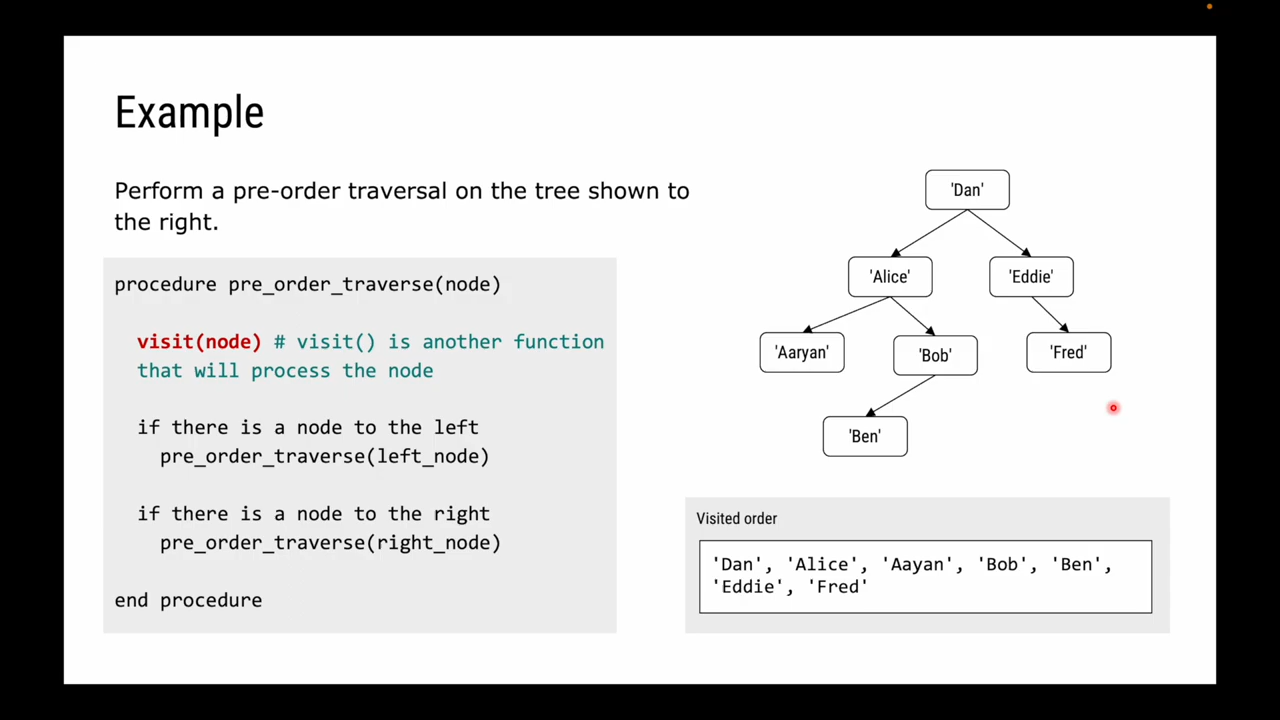 Example
Perform a pre-order traversal on the tree shown to
the right.
procedure pre_order_traverse(node)
visit(node) # visit() is another function
that will process the node
if there is a node to the left
pre_order_traverse(left_node)
if there is a node to the right
pre_order_traverse(right_node)
end procedure
'Dan'
'Alice'
'Eddie'
'Aaryan'
'Bob'
'Fred'
'Ben'
Visited order
'Dan', 'Alice', 'Aayan', 'Bob', 'Ben',
'Eddie', 'Fred'